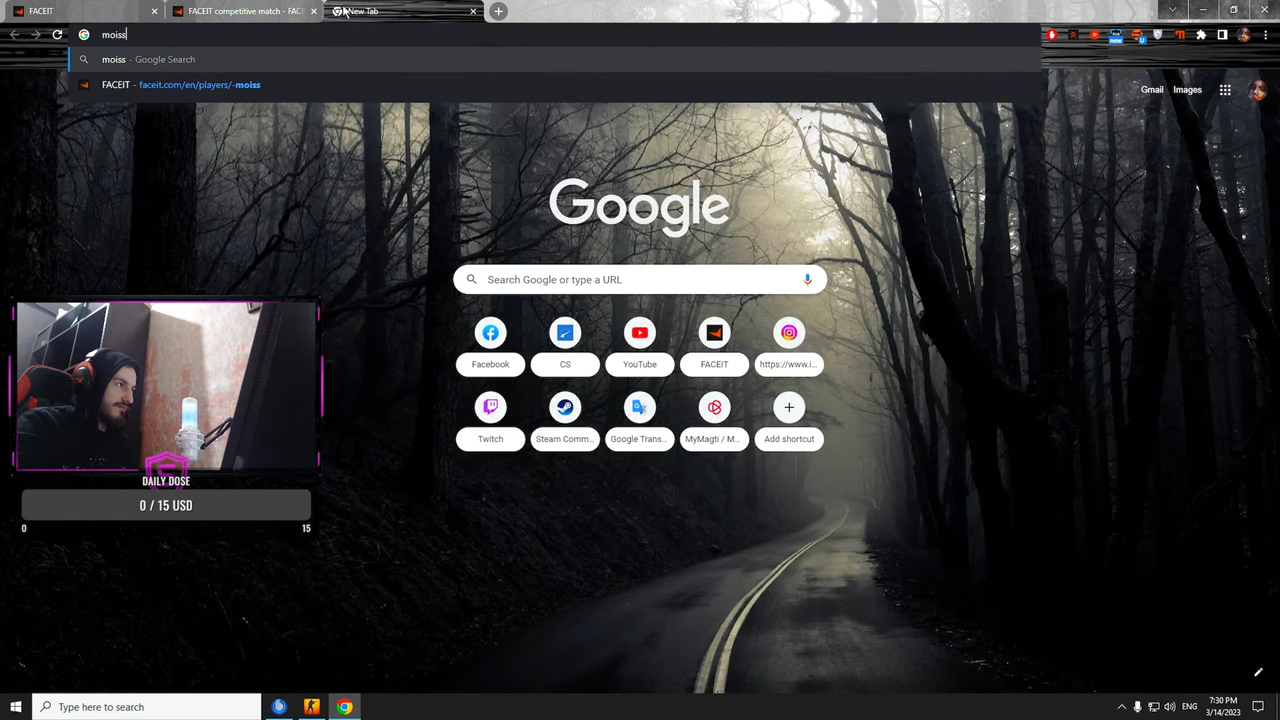 FACEIT
FACEIT competitive match - FACE
New Tab
moiss
moiss - Google Search
FACEIT - faceit.com/en/players/-moiss
new
Gmail
Images
Google
Search Google or type a URL
Facebook
CS
YouTube
FACEIT
https://www.i...
Twitch
Steam Comm...
Google Trans...
MyMagti / M...
Add shortcut
DAILY DOSE
0 / 15 USD
0
15
Type here to search
ENG
7:30 PM
3/14/2023